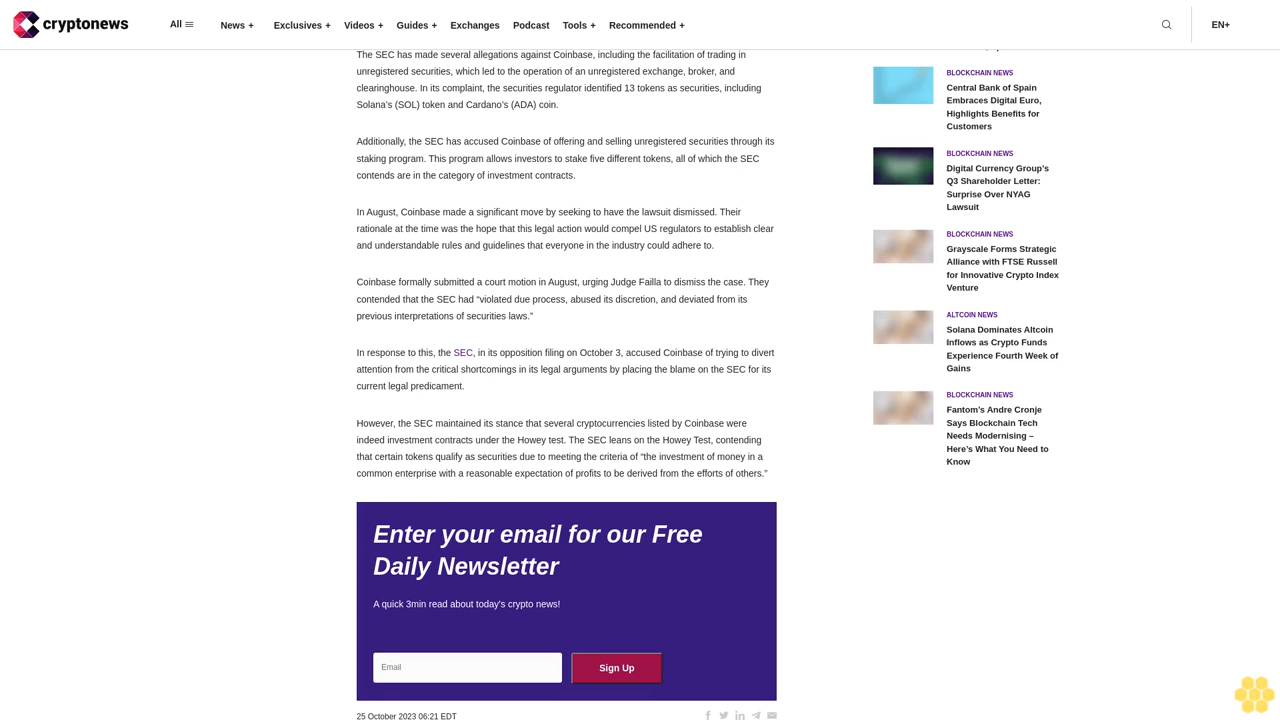 cryptonews
All
News +
Exclusives +
Videos +
Guides +
Exchanges
Podcast
Tools +
Recommended +
EN+
The SEC has made several allegations against Coinbase, including the facilitation of trading in
unregistered securities, which led to the operation of an unregistered exchange, broker, and
clearinghouse. In its complaint, the securities regulator identified 13 tokens as securities, including
Solana’s (SOL) token and Cardano’s (ADA) coin.
Additionally, the SEC has accused Coinbase of offering and selling unregistered securities through its
staking program. This program allows investors to stake five different tokens, all of which the SEC
contends are in the category of investment contracts.
In August, Coinbase made a significant move by seeking to have the lawsuit dismissed. Their
rationale at the time was the hope that this legal action would compel US regulators to establish clear
and understandable rules and guidelines that everyone in the industry could adhere to.
Coinbase formally submitted a court motion in August, urging Judge Failla to dismiss the case. They
contended that the SEC had “violated due process, abused its discretion, and deviated from its
previous interpretations of securities laws.”
In response to this, the SEC, in its opposition filing on October 3, accused Coinbase of trying to divert
attention from the critical shortcomings in its legal arguments by placing the blame on the SEC for its
current legal predicament.
However, the SEC maintained its stance that several cryptocurrencies listed by Coinbase were
indeed investment contracts under the Howey test. The SEC leans on the Howey Test, contending
that certain tokens qualify as securities due to meeting the criteria of “the investment of money in a
common enterprise with a reasonable expectation of profits to be derived from the efforts of others.”
Enter your email for our Free
Daily Newsletter
A quick 3min read about today's crypto news!
Email
Sign Up
25 October 2023 06:21 EDT
BLOCKCHAIN NEWS
Central Bank of Spain
Embraces Digital Euro,
Highlights Benefits for
Customers
BLOCKCHAIN NEWS
Digital Currency Group’s
Q3 Shareholder Letter:
Surprise Over NYAG
Lawsuit
BLOCKCHAIN NEWS
Grayscale Forms Strategic
Alliance with FTSE Russell
for Innovative Crypto Index
Venture
ALTCOIN NEWS
Solana Dominates Altcoin
Inflows as Crypto Funds
Experience Fourth Week of
Gains
BLOCKCHAIN NEWS
Fantom’s Andre Cronje
Says Blockchain Tech
Needs Modernising –
Here’s What You Need to
Know